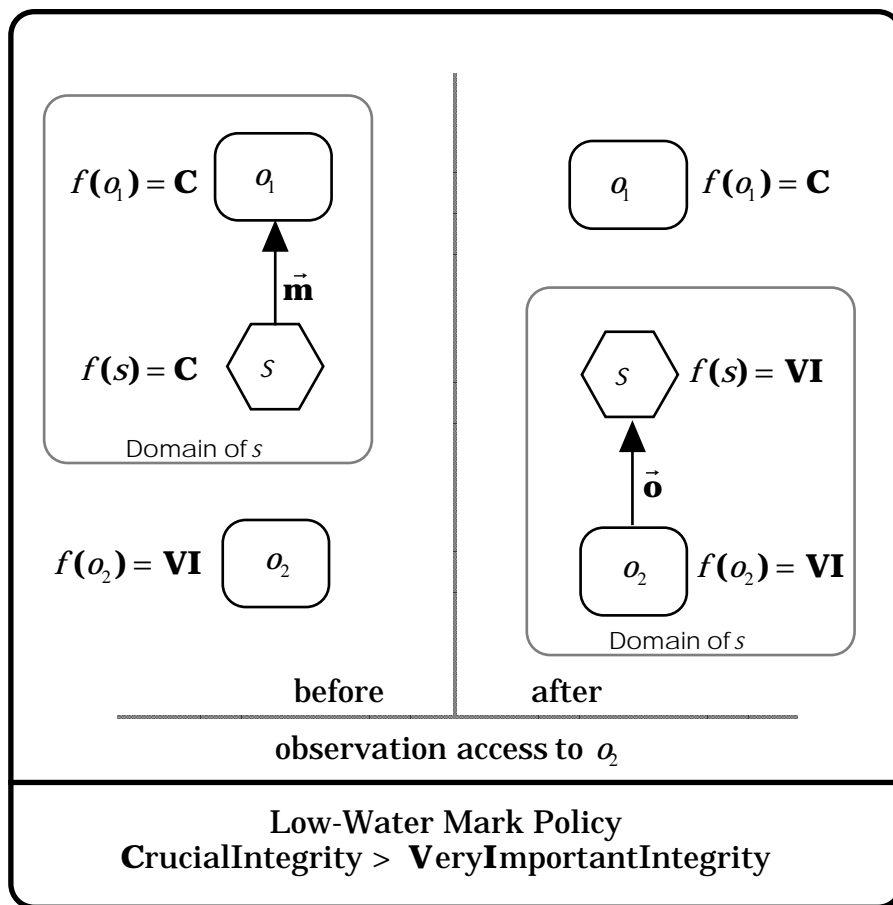 f(o₁) = C
o₁
m⃗
f(s) = C
s
Domain of s
f(o₂) = VI
o₂
before
o₁
f(o₁) = C
s
f(s) = VI
o⃗
o₂
f(o₂) = VI
Domain of s
after
observation access to o₂
Low-Water Mark Policy
CrucialIntegrity > VeryImportantIntegrity